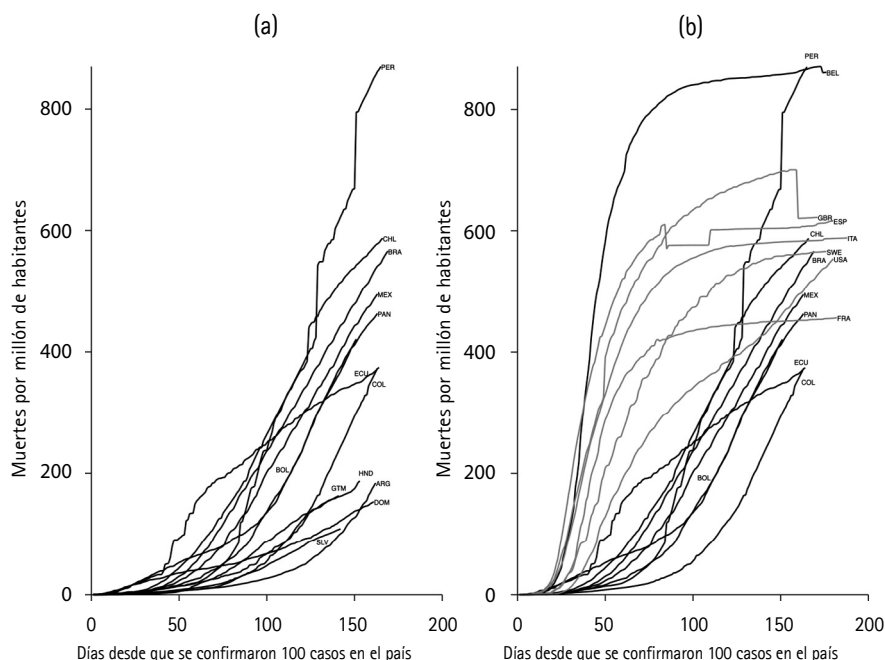 (a)
Muertes por millón de habitantes
800
600
400
200
0
0 50 100 150 200
Días desde que se confirmaron 100 casos en el país
PER
CHL
BRA
MEX
PAN
ECU
COL
BOL
HND
ARG
GTM
DOM
SLV
(b)
Muertes por millón de habitantes
800
600
400
200
0
0 50 100 150 200
Días desde que se confirmaron 100 casos en el país
PER
BEL
GBR
ESP
CHL
ITA
SWE
BRA
USA
MEX
PAN
FRA
ECU
COL
BOL